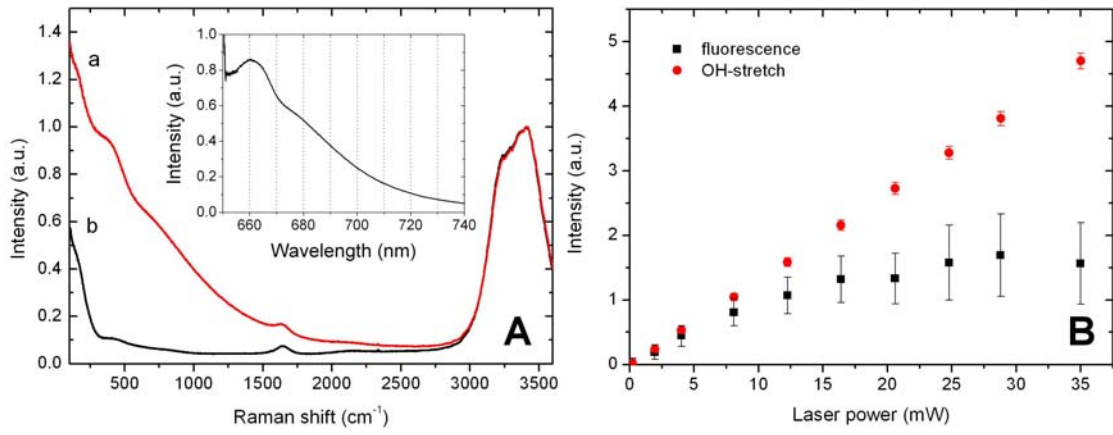 1.4
1.2
1.0
0.8
0.6
0.4
0.2
0.0
Intensity (a.u.)
a
b
500 1000 1500 2000 2500 3000 3500
Raman shift (cm⁻¹)
A
1.0
0.8
0.6
0.4
0.2
0.0
Intensity (a.u.)
660 680 700 720 740
Wavelength (nm)
5
4
3
2
1
0
Intensity (a.u.)
fluorescence
OH-stretch
B
0 5 10 15 20 25 30 35
Laser power (mW)